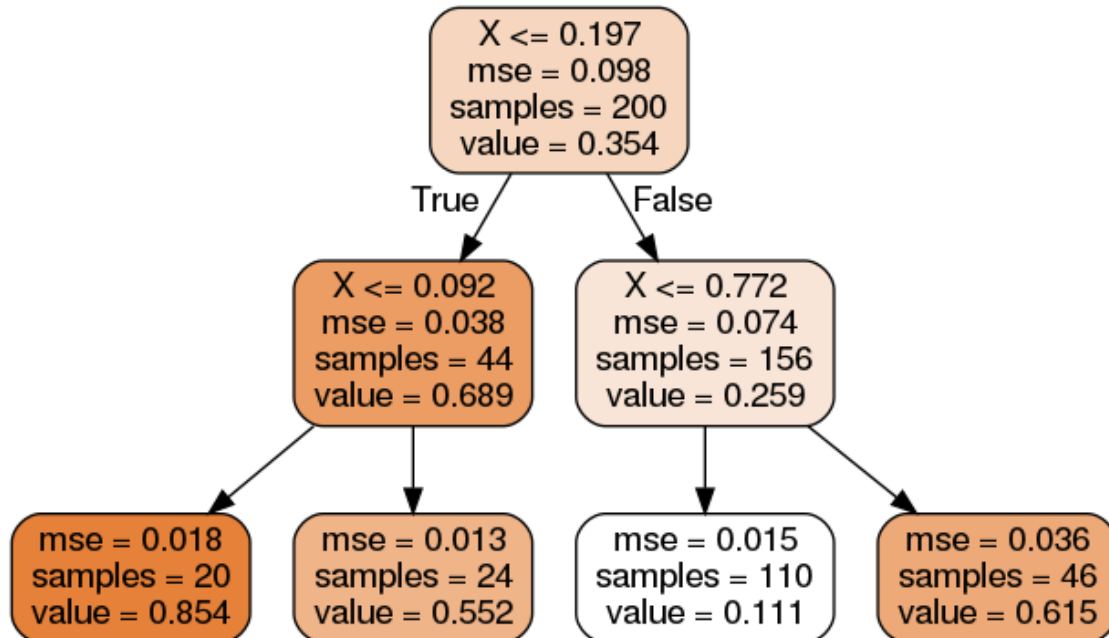 X <= 0.197
mse = 0.098
samples = 200
value = 0.354
True
False
X <= 0.092
mse = 0.038
samples = 44
value = 0.689
X <= 0.772
mse = 0.074
samples = 156
value = 0.259
mse = 0.018
samples = 20
value = 0.854
mse = 0.013
samples = 24
value = 0.552
mse = 0.015
samples = 110
value = 0.111
mse = 0.036
samples = 46
value = 0.615